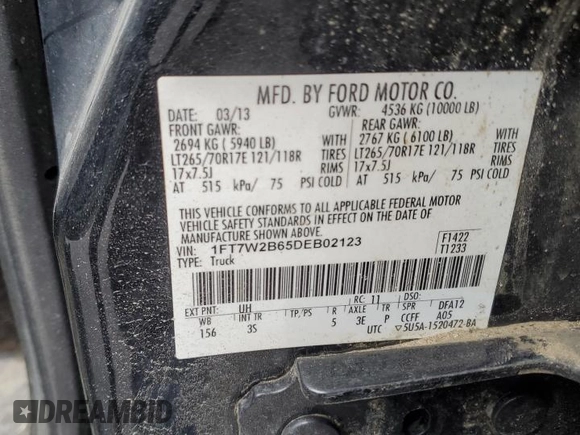 MFD. BY FORD MOTOR CO.
DATE: 03/13 GVWR: 4536 KG (10000 LB)
FRONT GAWR: REAR GAWR:
2694 KG ( 5940 LB) WITH 2767 KG ( 6100 LB) WITH
LT265/70R17E 121/118R TIRES LT265/70R17E 121/118R TIRES
17x7.5J RIMS 17x7.5J RIMS
AT 515 kPa/ 75 PSI COLD AT 515 kPa/ 75 PSI COLD
THIS VEHICLE CONFORMS TO ALL APPLICABLE FEDERAL MOTOR
VEHICLE SAFETY STANDARDS IN EFFECT ON THE DATE OF
MANUFACTURE SHOWN ABOVE.
VIN: 1FT7W2B65DEB02123 F1422
TYPE: Truck T1233
EXT PNT: UH RC: 11 DSO:
WB INT TR TP/PS R AXLE TR SPR DFA12
156 3S 5 3E P CCFF A05
UTC ▽5U5A-1520472-BA
DREAMBID